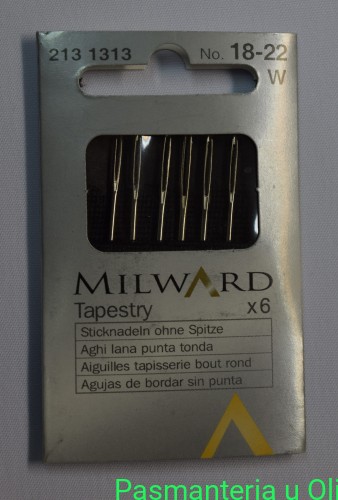 213 1313 No. 18-22
W
MILWARD
Tapestry x6
Sticknadeln ohne Spitze
Aghi lana punta tonda
Aiguilles tapisserie bout rond
Agujas de bordar sin punta
Pasmanteria u Oli